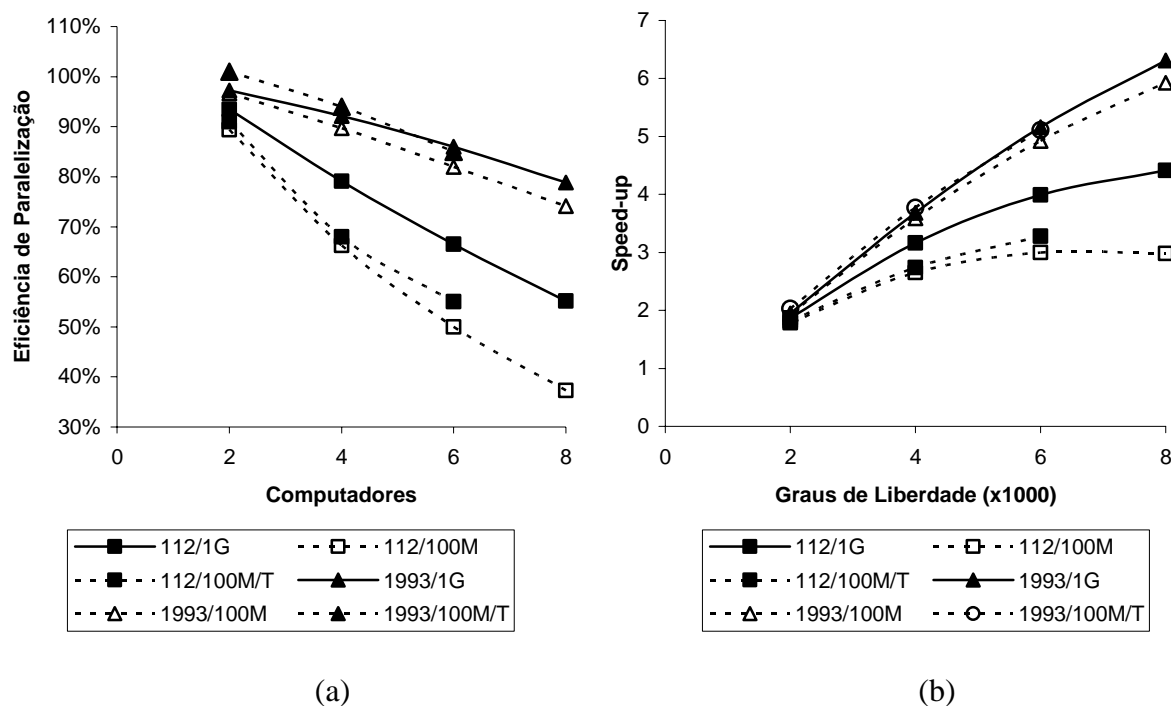 110%
100%
90%
80%
70%
60%
50%
40%
30%
0 2 4 6 8
Eficiência de Paralelização
Computadores
112/1G 112/100M
112/100M/T 1993/1G
1993/100M 1993/100M/T
(a)
7
6
5
4
3
2
1
0
0 2 4 6 8
Speed-up
Graus de Liberdade (x1000)
112/1G 112/100M
112/100M/T 1993/1G
1993/100M 1993/100M/T
(b)